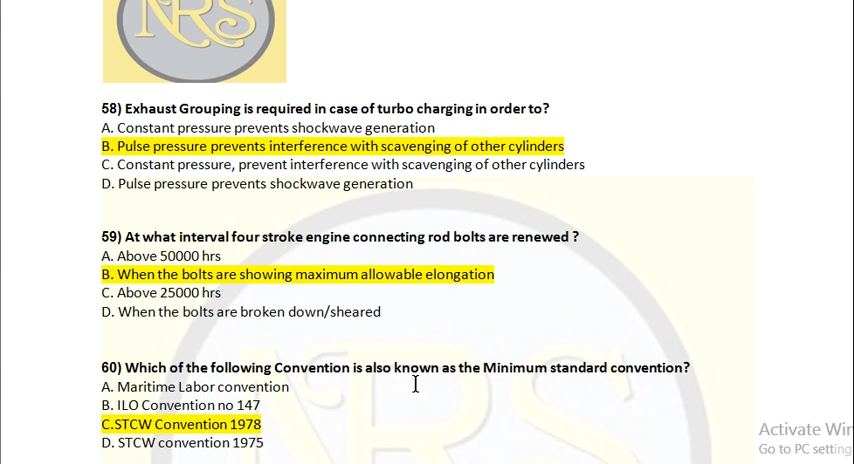 NRS
58) Exhaust Grouping is required in case of turbo charging in order to?
A. Constant pressure prevents shockwave generation
B. Pulse pressure prevents interference with scavenging of other cylinders
C. Constant pressure, prevent interference with scavenging of other cylinders
D. Pulse pressure prevents shockwave generation
59) At what interval four stroke engine connecting rod bolts are renewed ?
A. Above 50000 hrs
B. When the bolts are showing maximum allowable elongation
C. Above 25000 hrs
D. When the bolts are broken down/sheared
60) Which of the following Convention is also known as the Minimum standard convention?
A. Maritime Labor convention
B. ILO Convention no 147
C.STCW Convention 1978
D. STCW convention 1975
NRS
Activate Win
Go to PC setting